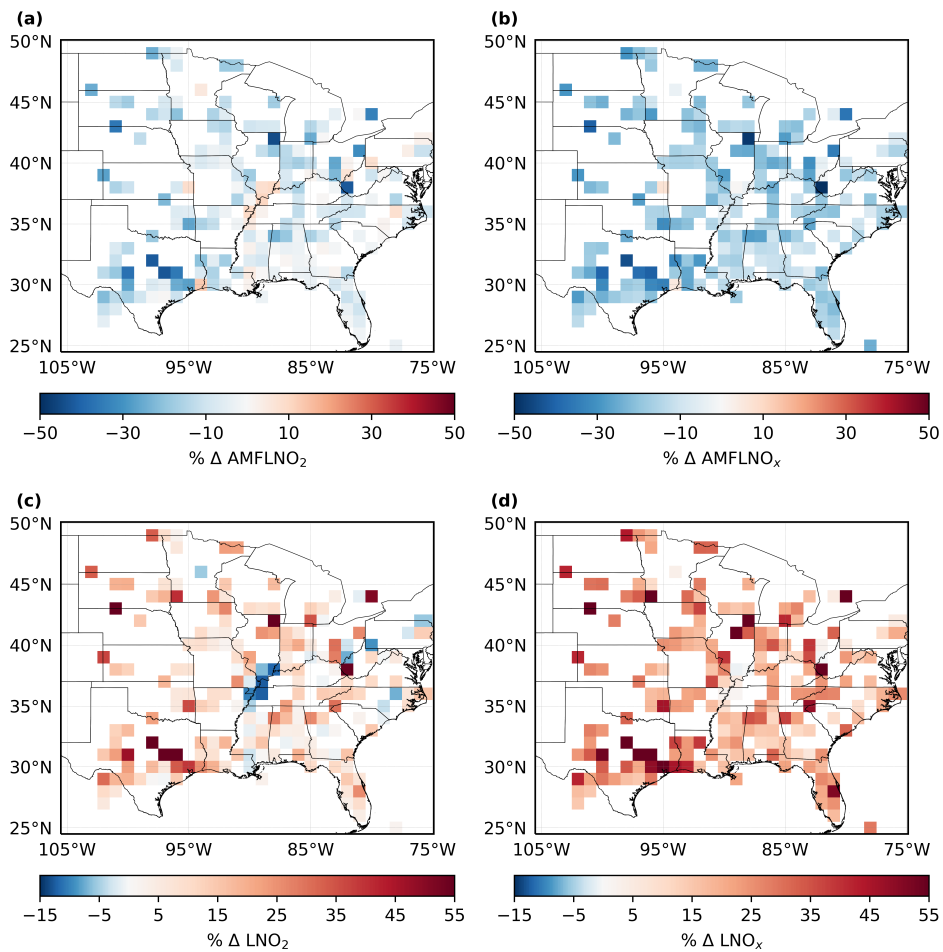 (a) (b)
50°N 50°N
45°N 45°N
40°N 40°N
35°N 35°N
30°N 30°N
25°N 25°N
105°W 95°W 85°W 75°W 105°W 95°W 85°W 75°W
−50 −30 −10 10 30 50 −50 −30 −10 10 30 50
% Δ AMFLNO₂ % Δ AMFLNOₓ
(c) (d)
50°N 50°N
45°N 45°N
40°N 40°N
35°N 35°N
30°N 30°N
25°N 25°N
105°W 95°W 85°W 75°W 105°W 95°W 85°W 75°W
−15 −5 5 15 25 35 45 55 −15 −5 5 15 25 35 45 55
% Δ LNO₂ % Δ LNOₓ